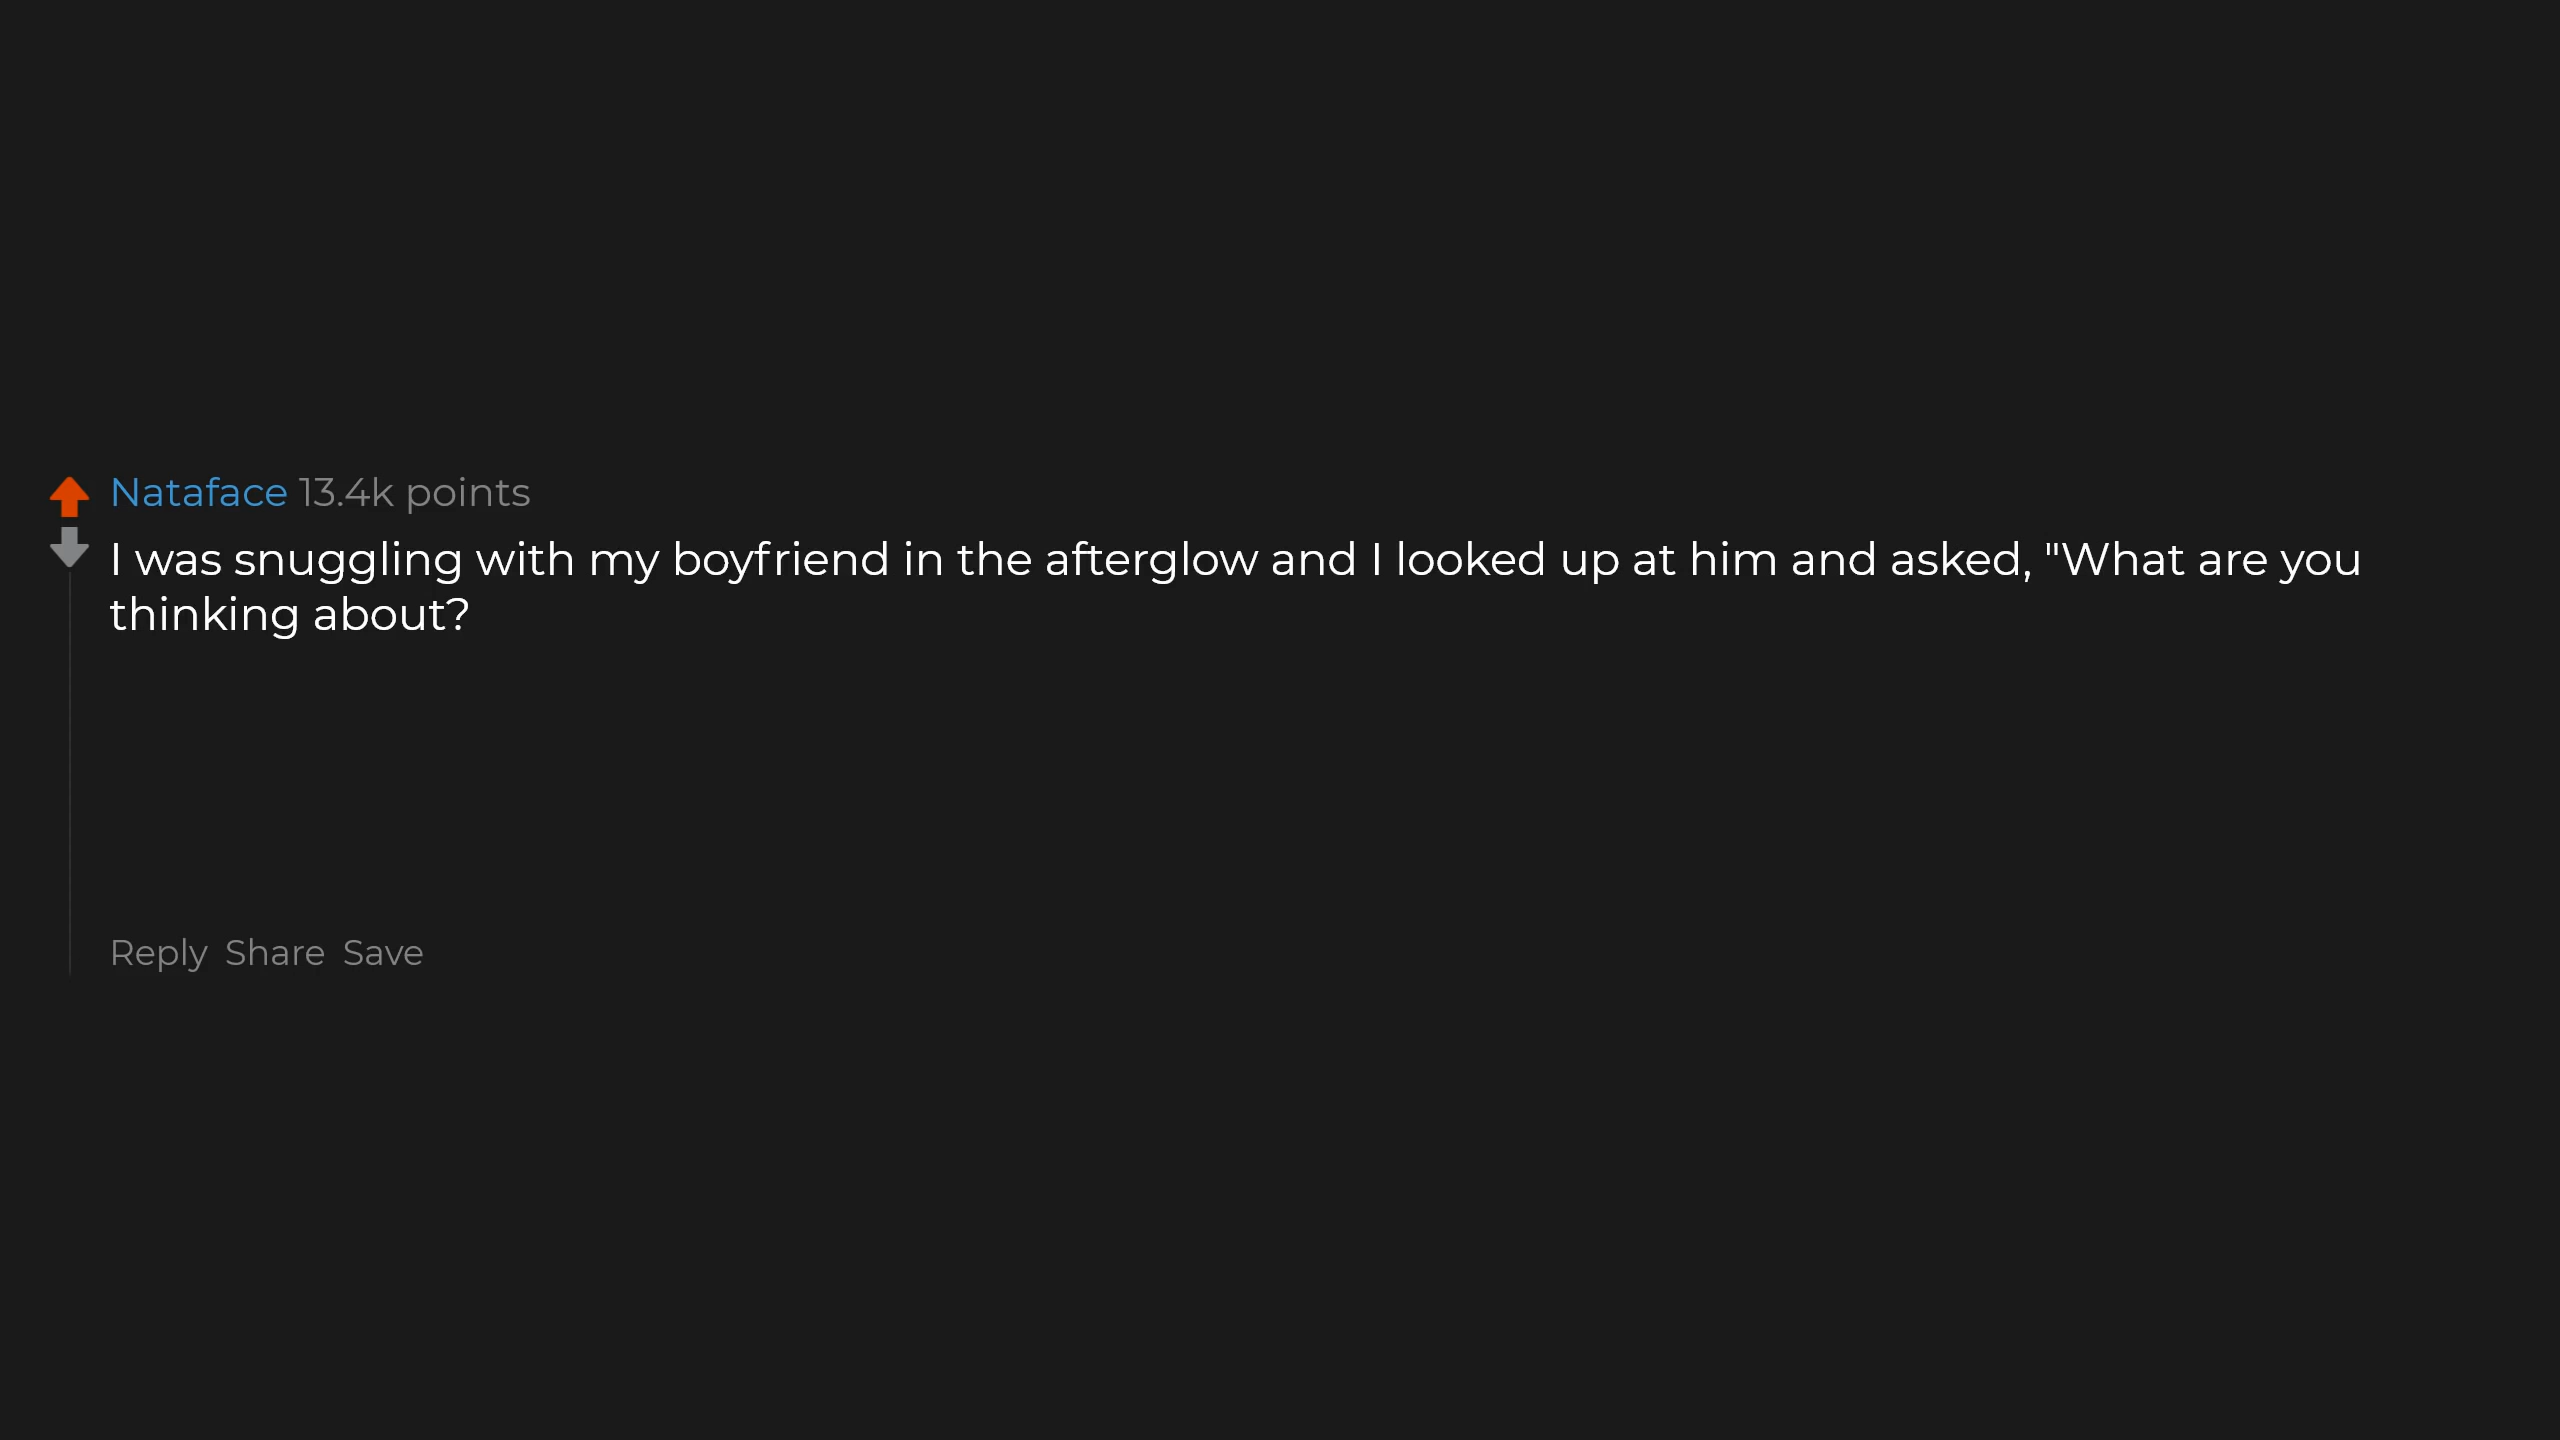 Nataface 13.4k points
I was snuggling with my boyfriend in the afterglow and I looked up at him and asked, "What are you
thinking about?
Reply Share Save